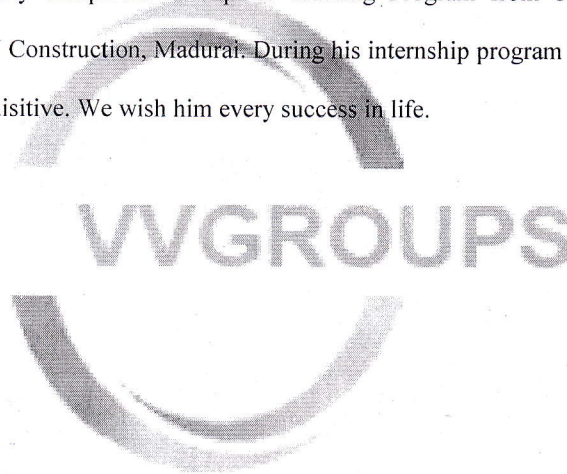 Construction, Madurai. During his internship program
isitive. We wish him every success in life.
VVGROUPS